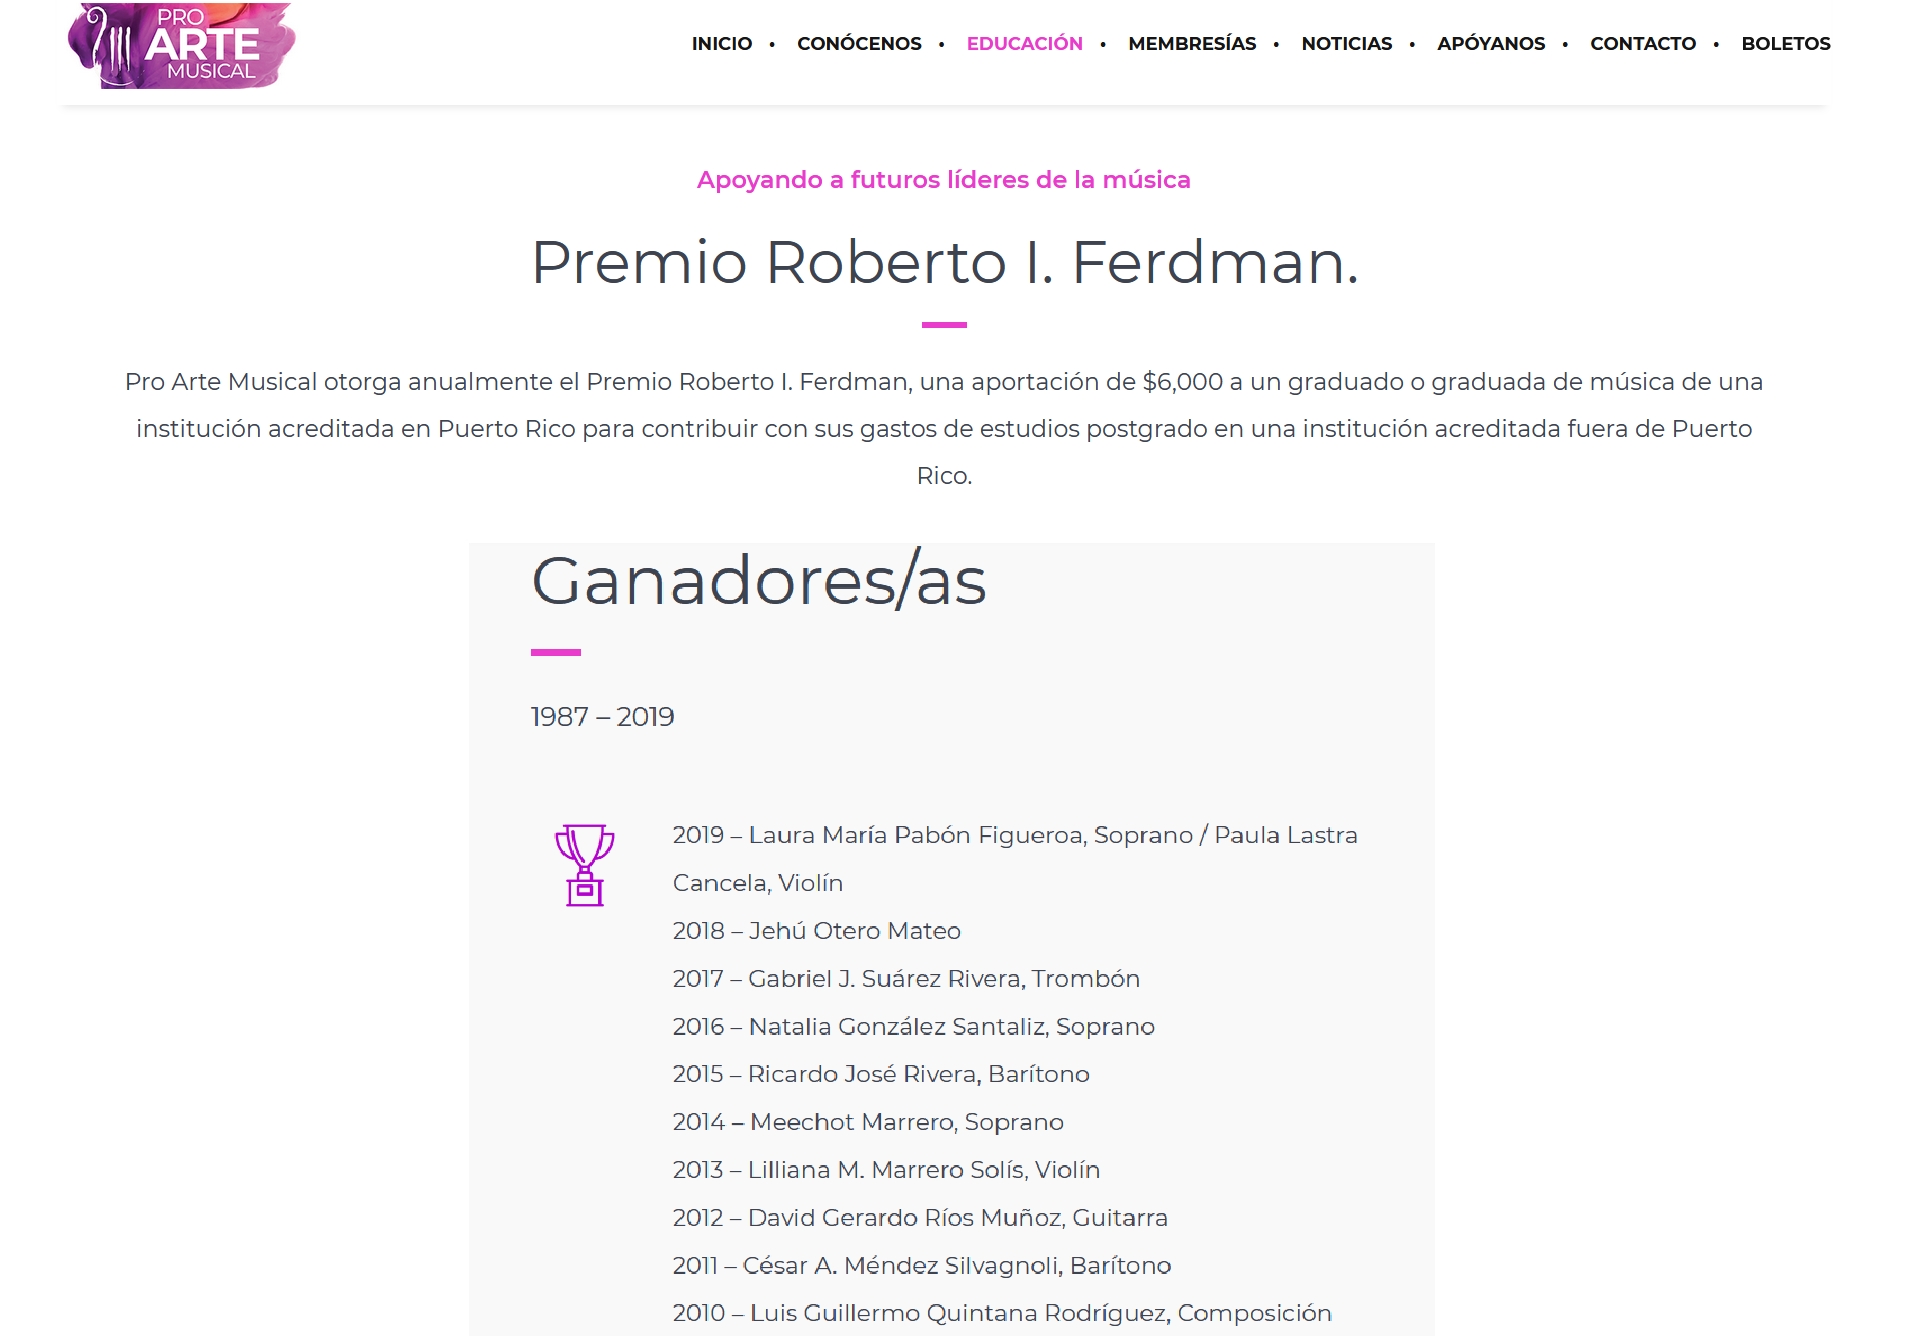 PRO
ARTE
MUSICAL
INICIO • CONÓCENOS • EDUCACIÓN • MEMBRESÍAS • NOTICIAS • APÓYANOS • CONTACTO • BOLETOS
Apoyando a futuros líderes de la música
Premio Roberto I. Ferdman.
Pro Arte Musical otorga anualmente el Premio Roberto I. Ferdman, una aportación de $6,000 a un graduado o graduada de música de una
institución acreditada en Puerto Rico para contribuir con sus gastos de estudios postgrado en una institución acreditada fuera de Puerto
Rico.
Ganadores/as
1987 – 2019
2019 – Laura María Pabón Figueroa, Soprano / Paula Lastra
Cancela, Violín
2018 – Jehú Otero Mateo
2017 – Gabriel J. Suárez Rivera, Trombón
2016 – Natalia González Santaliz, Soprano
2015 – Ricardo José Rivera, Barítono
2014 – Meechot Marrero, Soprano
2013 – Lilliana M. Marrero Solís, Violín
2012 – David Gerardo Ríos Muñoz, Guitarra
2011 – César A. Méndez Silvagnoli, Barítono
2010 – Luis Guillermo Quintana Rodríguez, Composición